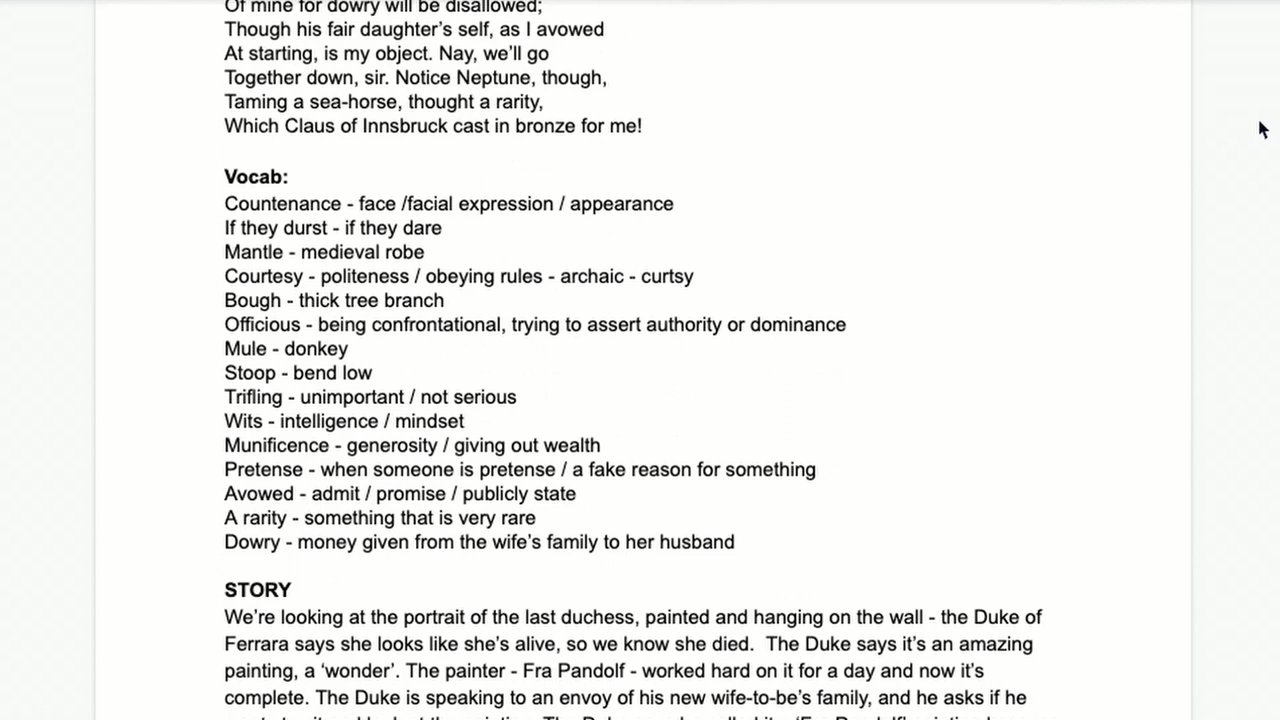 Of mine for dowry will be disallowed;
Though his fair daughter’s self, as I avowed
At starting, is my object. Nay, we’ll go
Together down, sir. Notice Neptune, though,
Taming a sea-horse, thought a rarity,
Which Claus of Innsbruck cast in bronze for me!
Vocab:
Countenance - face /facial expression / appearance
If they durst - if they dare
Mantle - medieval robe
Courtesy - politeness / obeying rules - archaic - curtsy
Bough - thick tree branch
Officious - being confrontational, trying to assert authority or dominance
Mule - donkey
Stoop - bend low
Trifling - unimportant / not serious
Wits - intelligence / mindset
Munificence - generosity / giving out wealth
Pretense - when someone is pretense / a fake reason for something
Avowed - admit / promise / publicly state
A rarity - something that is very rare
Dowry - money given from the wife’s family to her husband
STORY
We’re looking at the portrait of the last duchess, painted and hanging on the wall - the Duke of
Ferrara says she looks like she’s alive, so we know she died.  The Duke says it’s an amazing
painting, a ‘wonder’. The painter - Fra Pandolf - worked hard on it for a day and now it’s
complete. The Duke is speaking to an envoy of his new wife-to-be’s family, and he asks if he